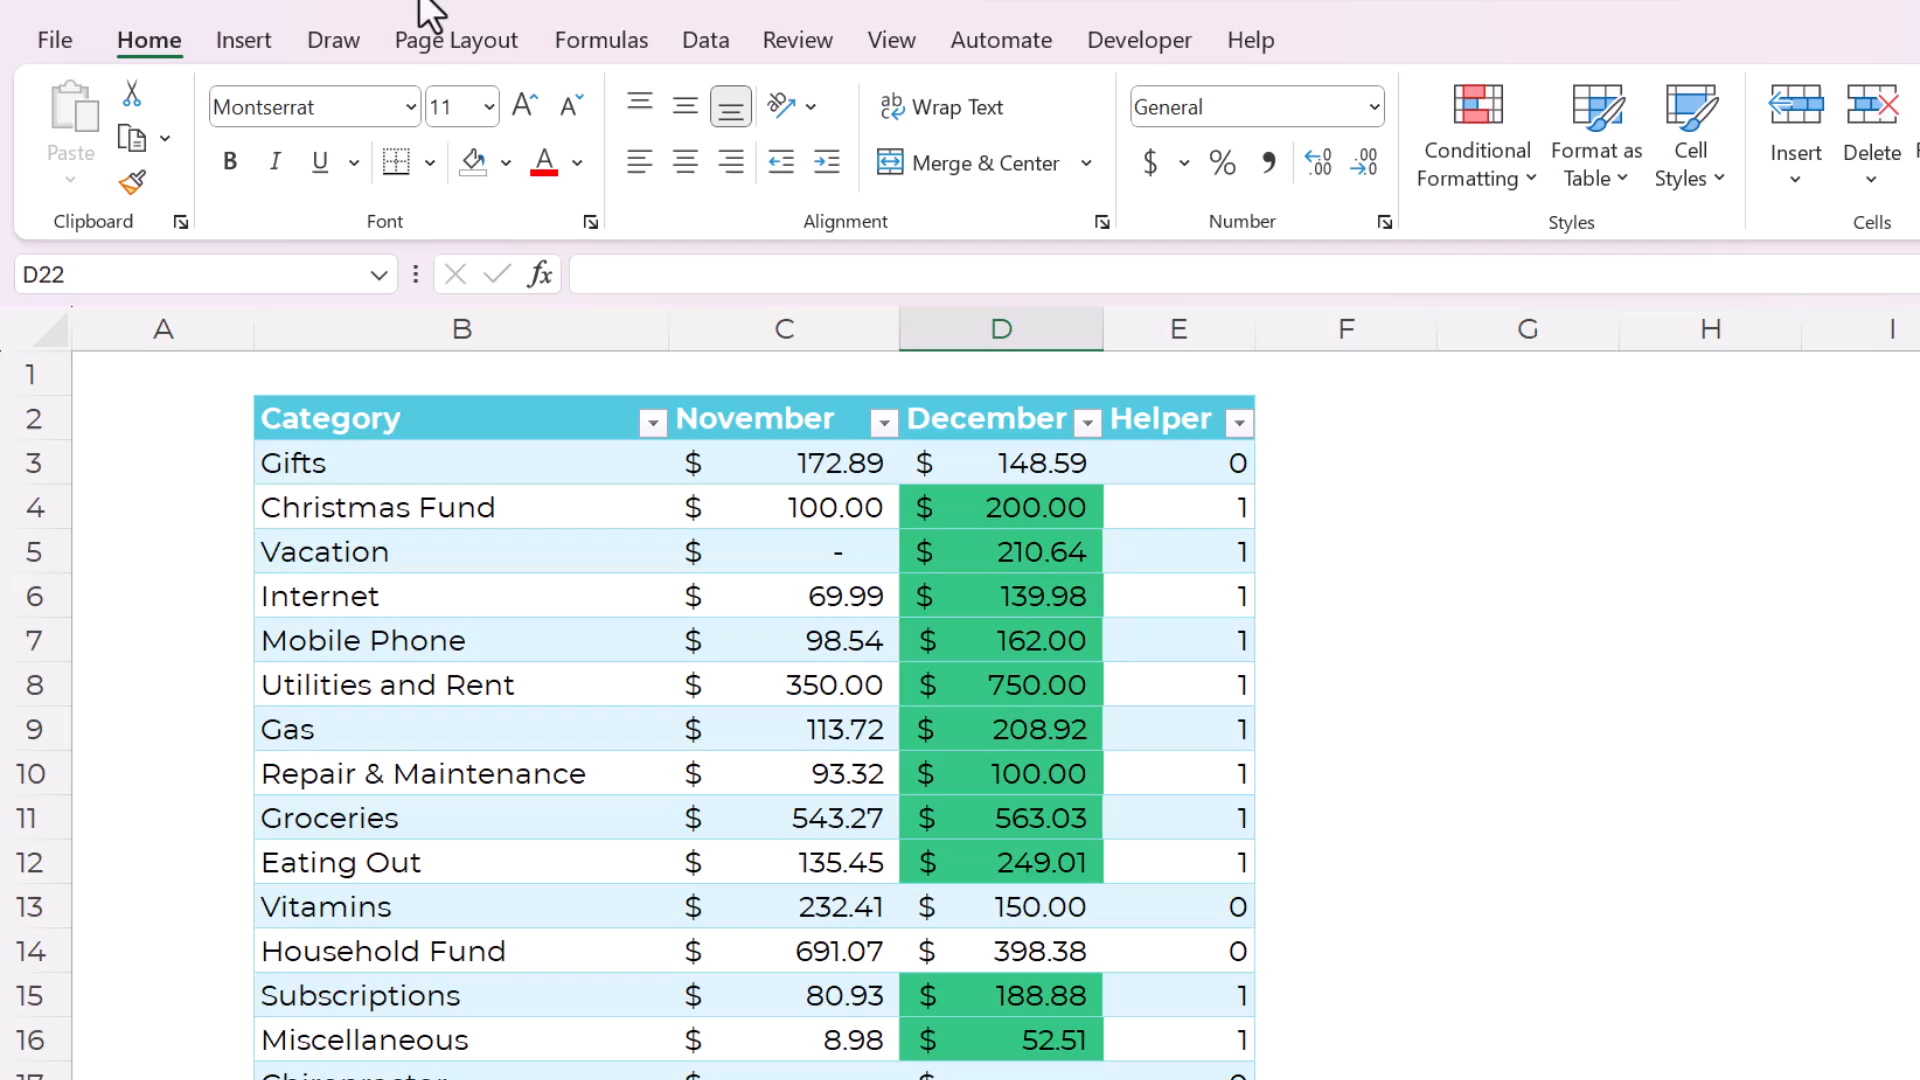 File Home Insert Draw Page Layout Formulas Data Review View Automate Developer Help
Montserrat 11 ab Wrap Text General
Paste Conditional Formatting Format as Table Cell Styles Insert Delete
B I U A Merge & Center $ % 9 .00 .00
Clipboard Font Alignment Number Styles Cells
D22 fx
A B C D E F G H I
1
2 Category November December Helper
3 Gifts $ 172.89 $ 148.59 0
4 Christmas Fund $ 100.00 $ 200.00 1
5 Vacation $ - $ 210.64 1
6 Internet $ 69.99 $ 139.98 1
7 Mobile Phone $ 98.54 $ 162.00 1
8 Utilities and Rent $ 350.00 $ 750.00 1
9 Gas $ 113.72 $ 208.92 1
10 Repair & Maintenance $ 93.32 $ 100.00 1
11 Groceries $ 543.27 $ 563.03 1
12 Eating Out $ 135.45 $ 249.01 1
13 Vitamins $ 232.41 $ 150.00 0
14 Household Fund $ 691.07 $ 398.38 0
15 Subscriptions $ 80.93 $ 188.88 1
16 Miscellaneous $ 8.98 $ 52.51 1